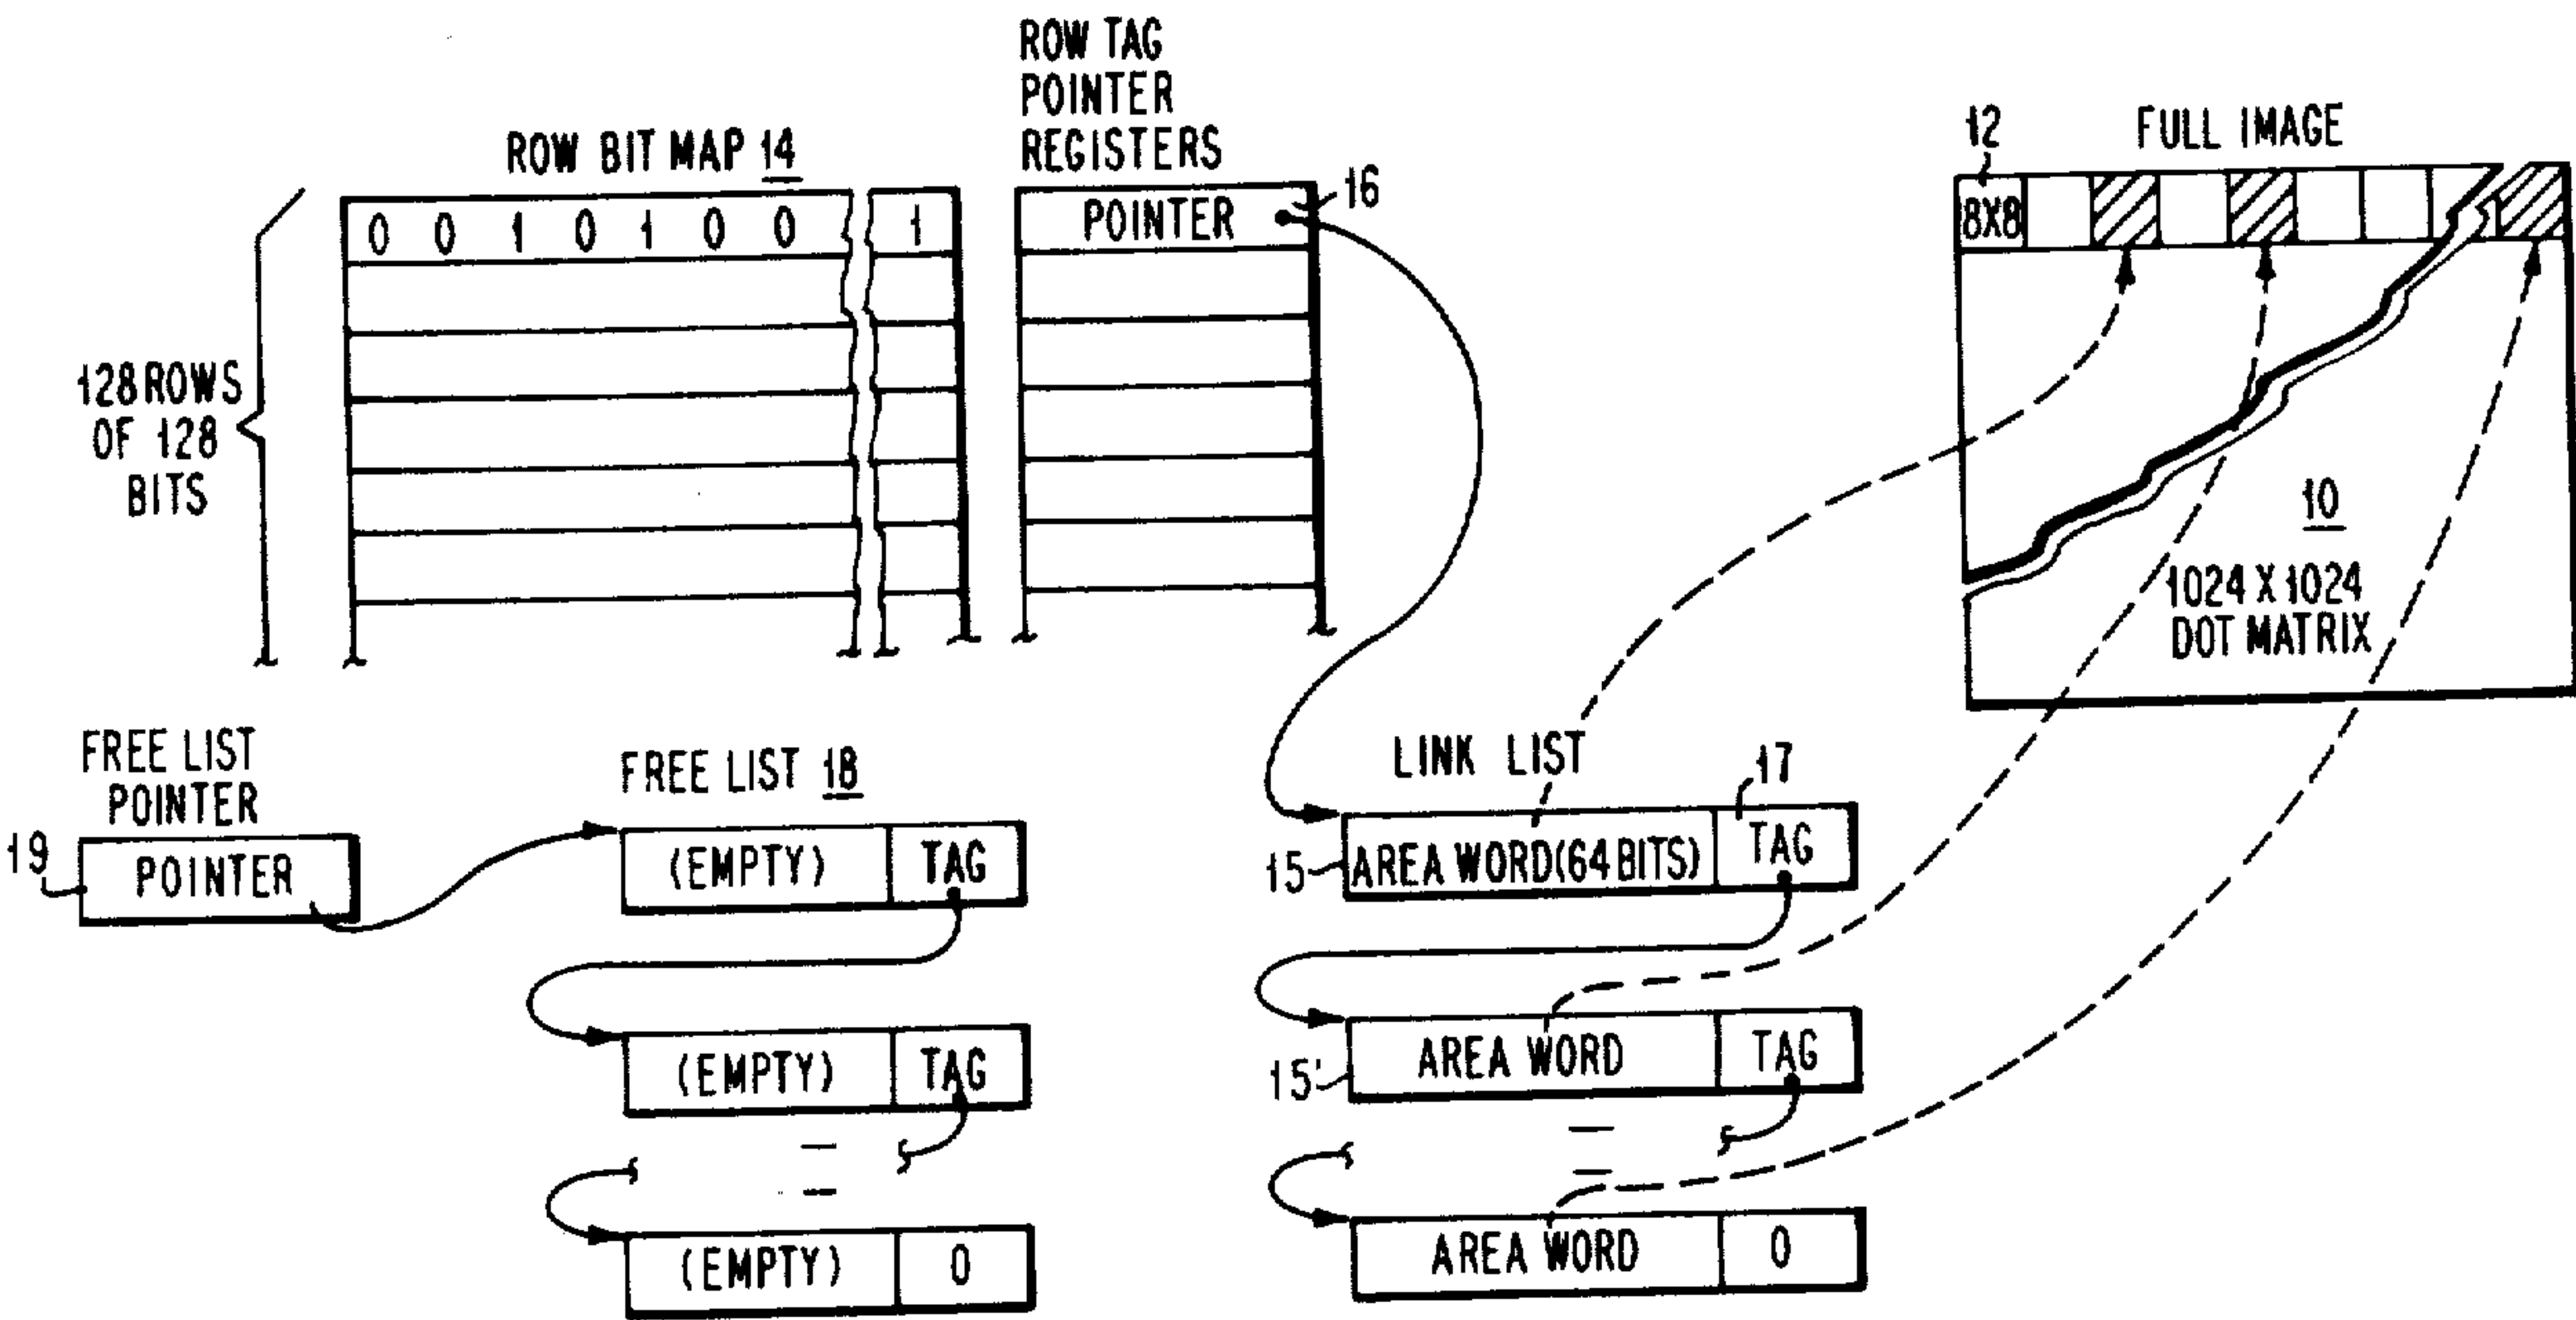 ROW TAG
POINTER
REGISTERS
ROW BIT MAP 14
16
12
FULL IMAGE
0 0 1 0 1 0 0 1
POINTER
8X8
128 ROWS
OF 128
BITS
10
1024 X 1024
DOT MATRIX
FREE LIST
POINTER
FREE LIST 18
LINK LIST
17
19
POINTER
(EMPTY) TAG
15
AREA WORD(64 BITS) TAG
(EMPTY) TAG
15'
AREA WORD TAG
(EMPTY) 0
AREA WORD 0